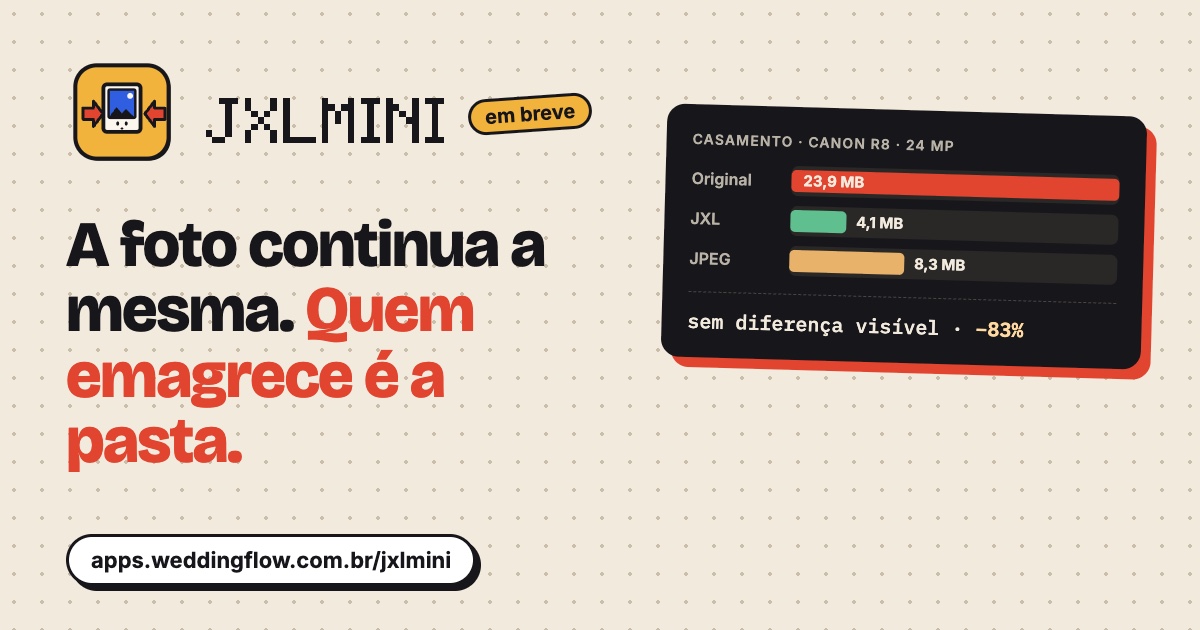 JXLMINI
em breve
A foto continua a
mesma. Quem
emagrece é a
pasta.
apps.weddingflow.com.br/jxlmini
CASAMENTO · CANON R8 · 24 MP
Original 23,9 MB
JXL 4,1 MB
JPEG 8,3 MB
sem diferença visível · −83%